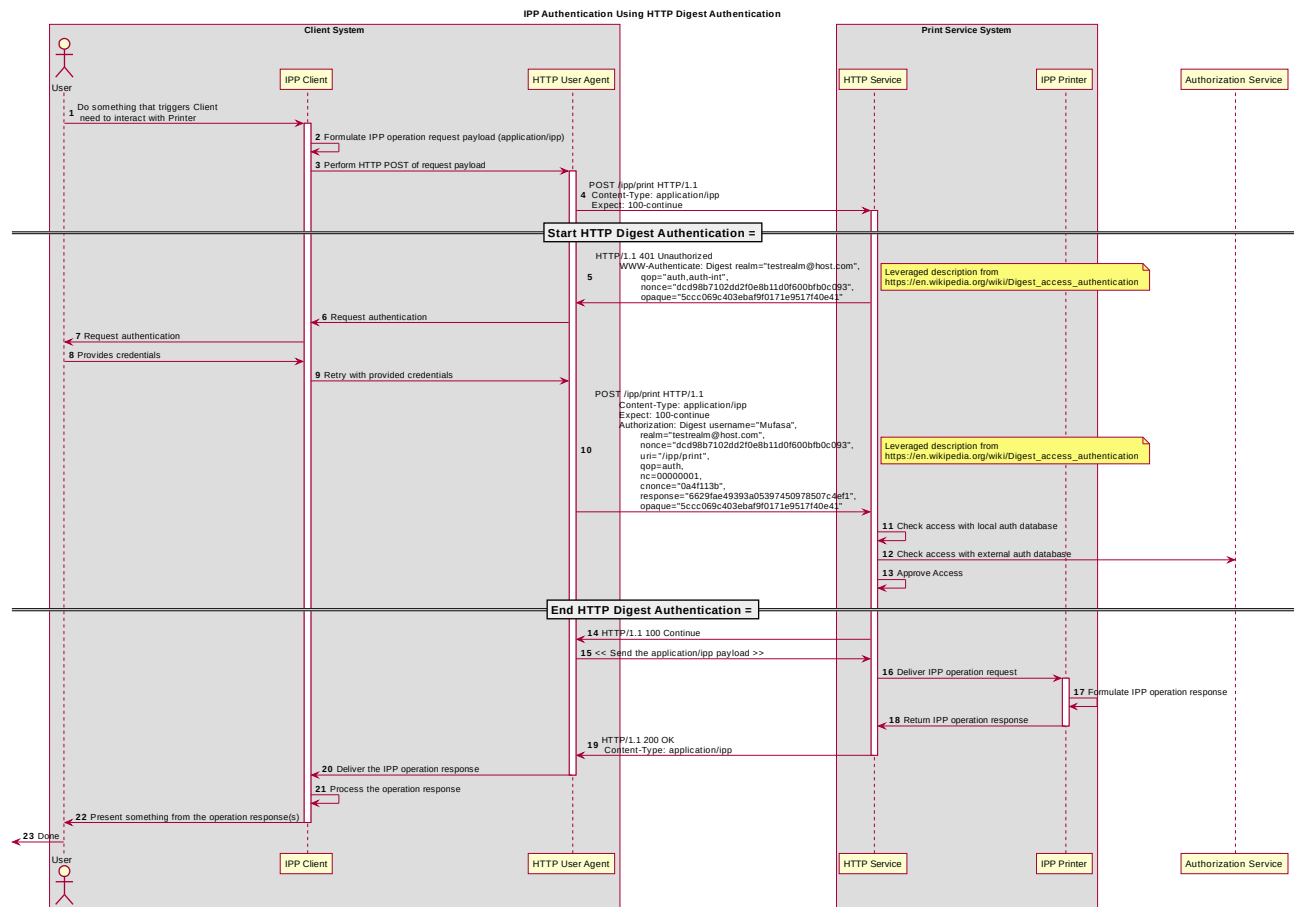 IPP Authentication Using HTTP Digest Authentication
Client System
Print Service System
User
IPP Client
HTTP User Agent
HTTP Service
IPP Printer
Authorization Service
1 Do something that triggers Client
need to interact with Printer
2 Formulate IPP operation request payload (application/ipp)
3 Perform HTTP POST of request payload
POST /ipp/print HTTP/1.1
4 Content-Type: application/ipp
Expect: 100-continue
Start HTTP Digest Authentication =
HTTP/1.1 401 Unauthorized
WWW-Authenticate: Digest realm="testrealm@host.com",
5 qop="auth,auth-int",
nonce="dcd98b7102dd2f0e8b11d0f600bfb0c093",
opaque="5ccc069c403ebaf9f0171e9517f40e41"
Leveraged description from
https://en.wikipedia.org/wiki/Digest_access_authentication
6 Request authentication
7 Request authentication
8 Provides credentials
9 Retry with provided credentials
POST /ipp/print HTTP/1.1
Content-Type: application/ipp
Expect: 100-continue
Authorization: Digest username="Mufasa",
realm="testrealm@host.com",
nonce="dcd98b7102dd2f0e8b11d0f600bfb0c093",
10 uri="/ipp/print",
qop=auth,
nc=00000001,
cnonce="0a4f113b",
response="6629fae49393a05397450978507c4ef1",
opaque="5ccc069c403ebaf9f0171e9517f40e41"
Leveraged description from
https://en.wikipedia.org/wiki/Digest_access_authentication
11 Check access with local auth database
12 Check access with external auth database
13 Approve Access
End HTTP Digest Authentication =
14 HTTP/1.1 100 Continue
15 << Send the application/ipp payload >>
16 Deliver IPP operation request
17 Formulate IPP operation response
18 Return IPP operation response
19 HTTP/1.1 200 OK
Content-Type: application/ipp
20 Deliver the IPP operation response
21 Process the operation response
22 Present something from the operation response(s)
23 Done
User
IPP Client
HTTP User Agent
HTTP Service
IPP Printer
Authorization Service